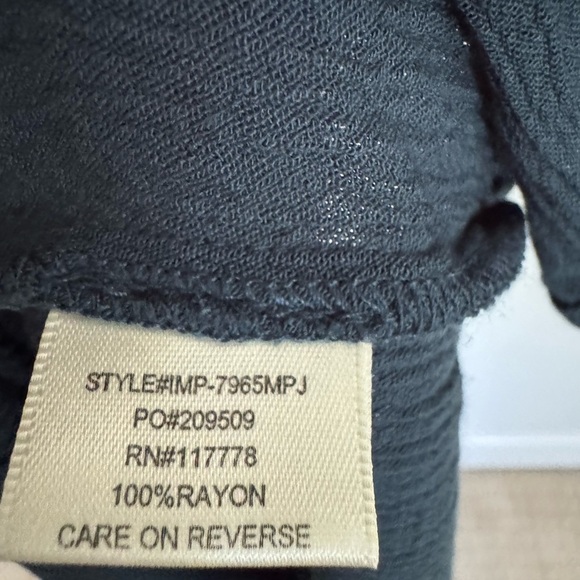 STYLE#IMP-7965MPJ
PO#209509
RN#117778
100%RAYON
CARE ON REVERSE